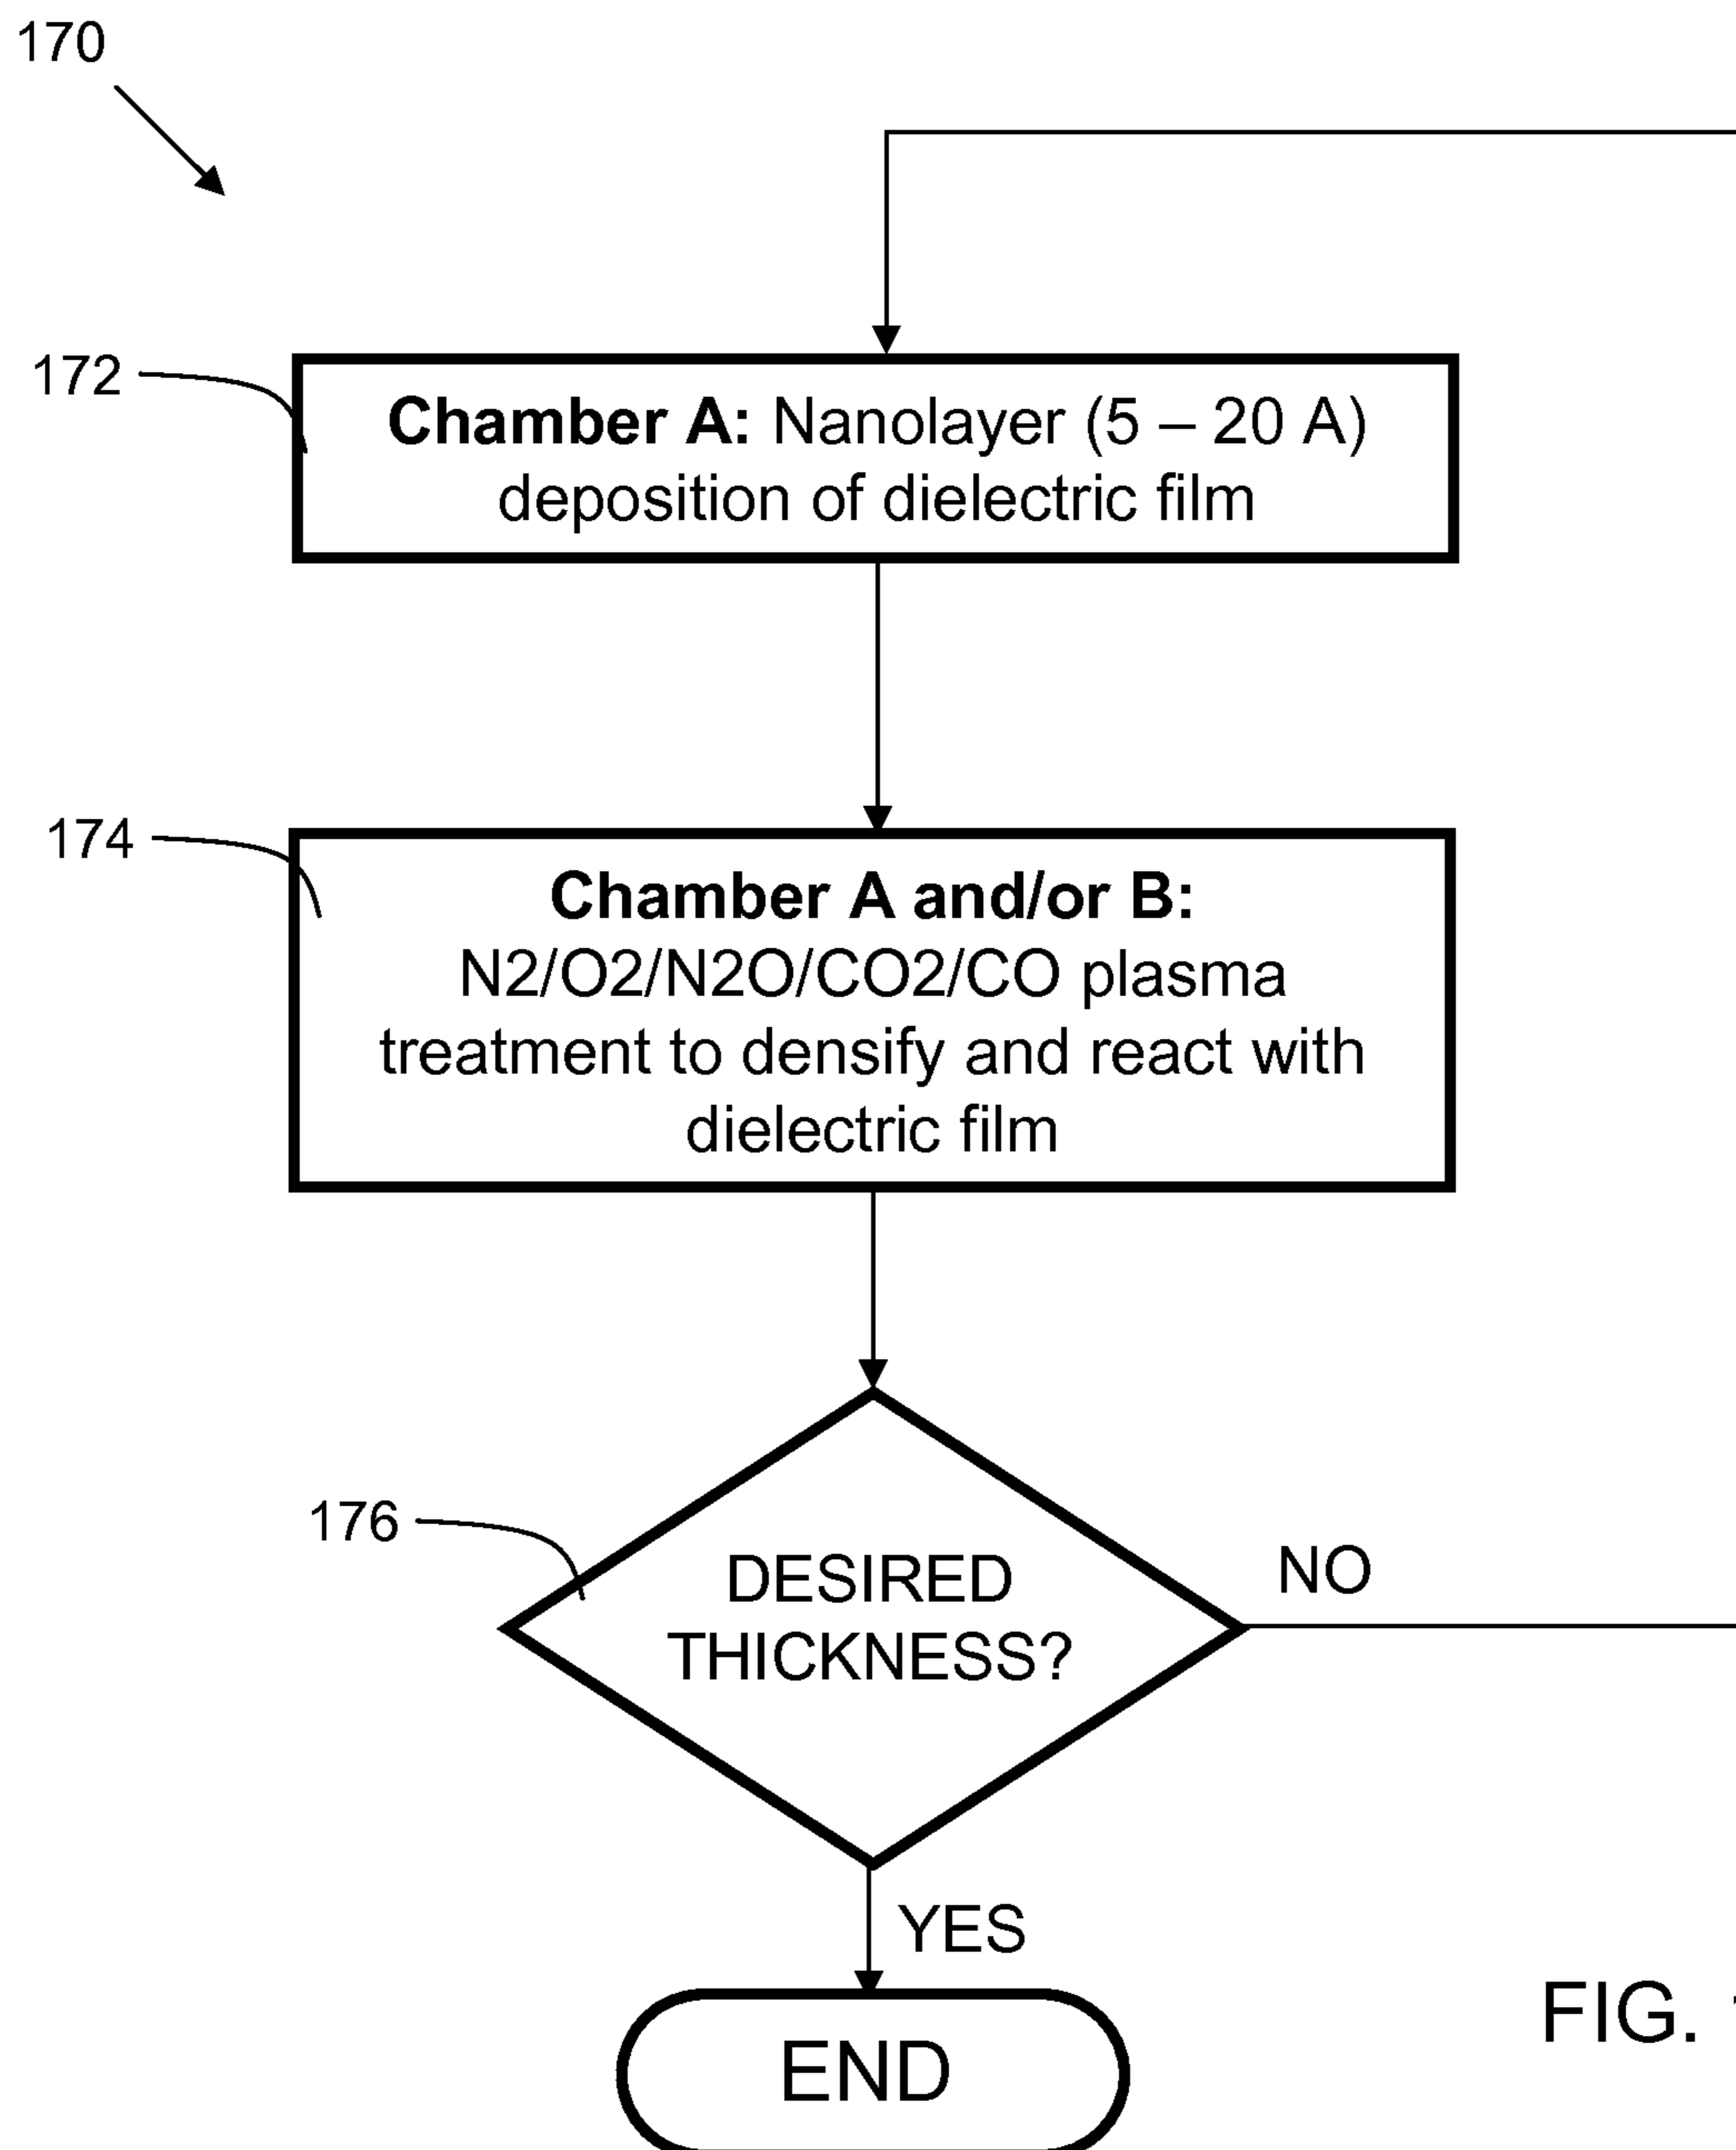 170
172
Chamber A: Nanolayer (5 – 20 A)
deposition of dielectric film
174
Chamber A and/or B:
N2/O2/N2O/CO2/CO plasma
treatment to densify and react with
dielectric film
176
DESIRED
THICKNESS?
NO
YES
FIG.
END